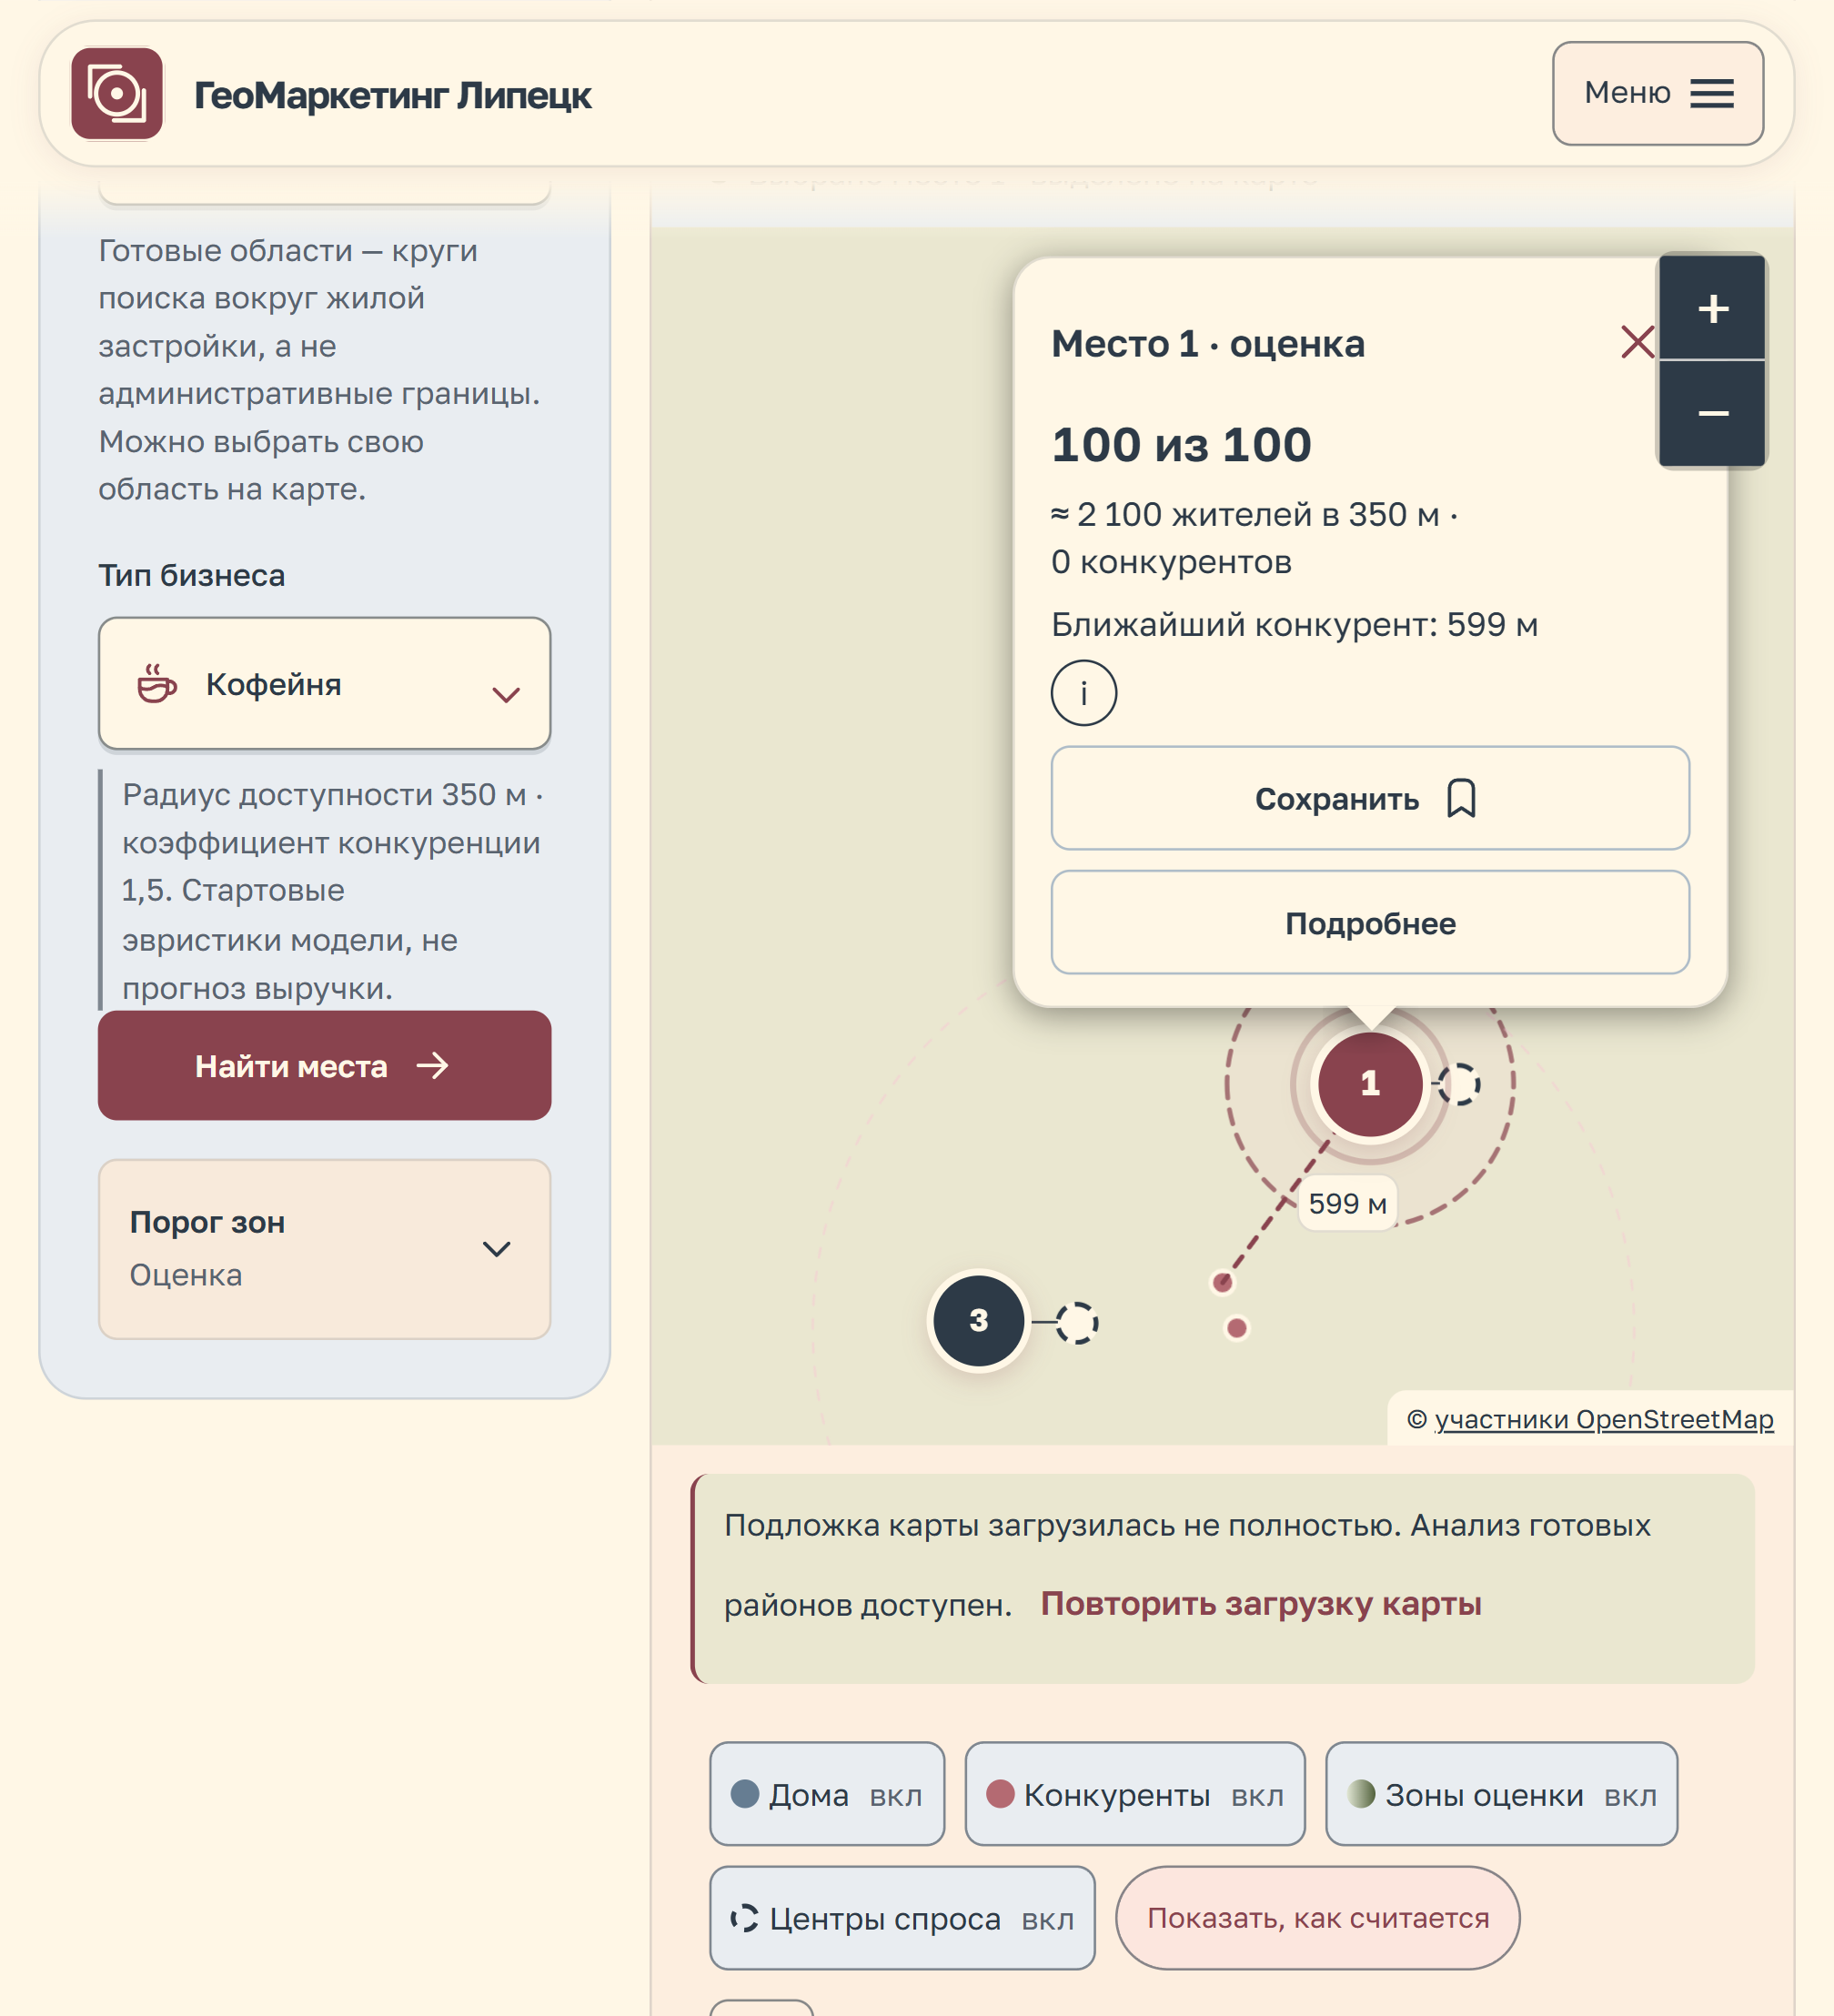 ГеоМаркетинг Липецк
Меню
Готовые области — круги
поиска вокруг жилой
застройки, а не
административные границы.
Можно выбрать свою
область на карте.
Тип бизнеса
Кофейня
Радиус доступности 350 м ·
коэффициент конкуренции
1,5. Стартовые
эвристики модели, не
прогноз выручки.
Найти места
Порог зон
Оценка
Место 1 · оценка
100 из 100
≈ 2 100 жителей в 350 м ·
0 конкурентов
Ближайший конкурент: 599 м
i
Сохранить
Подробнее
+
−
1
599 м
3
© участники OpenStreetMap
Подложка карты загрузилась не полностью. Анализ готовых
районов доступен. Повторить загрузку карты
Дома вкл
Конкуренты вкл
Зоны оценки вкл
Центры спроса вкл
Показать, как считается